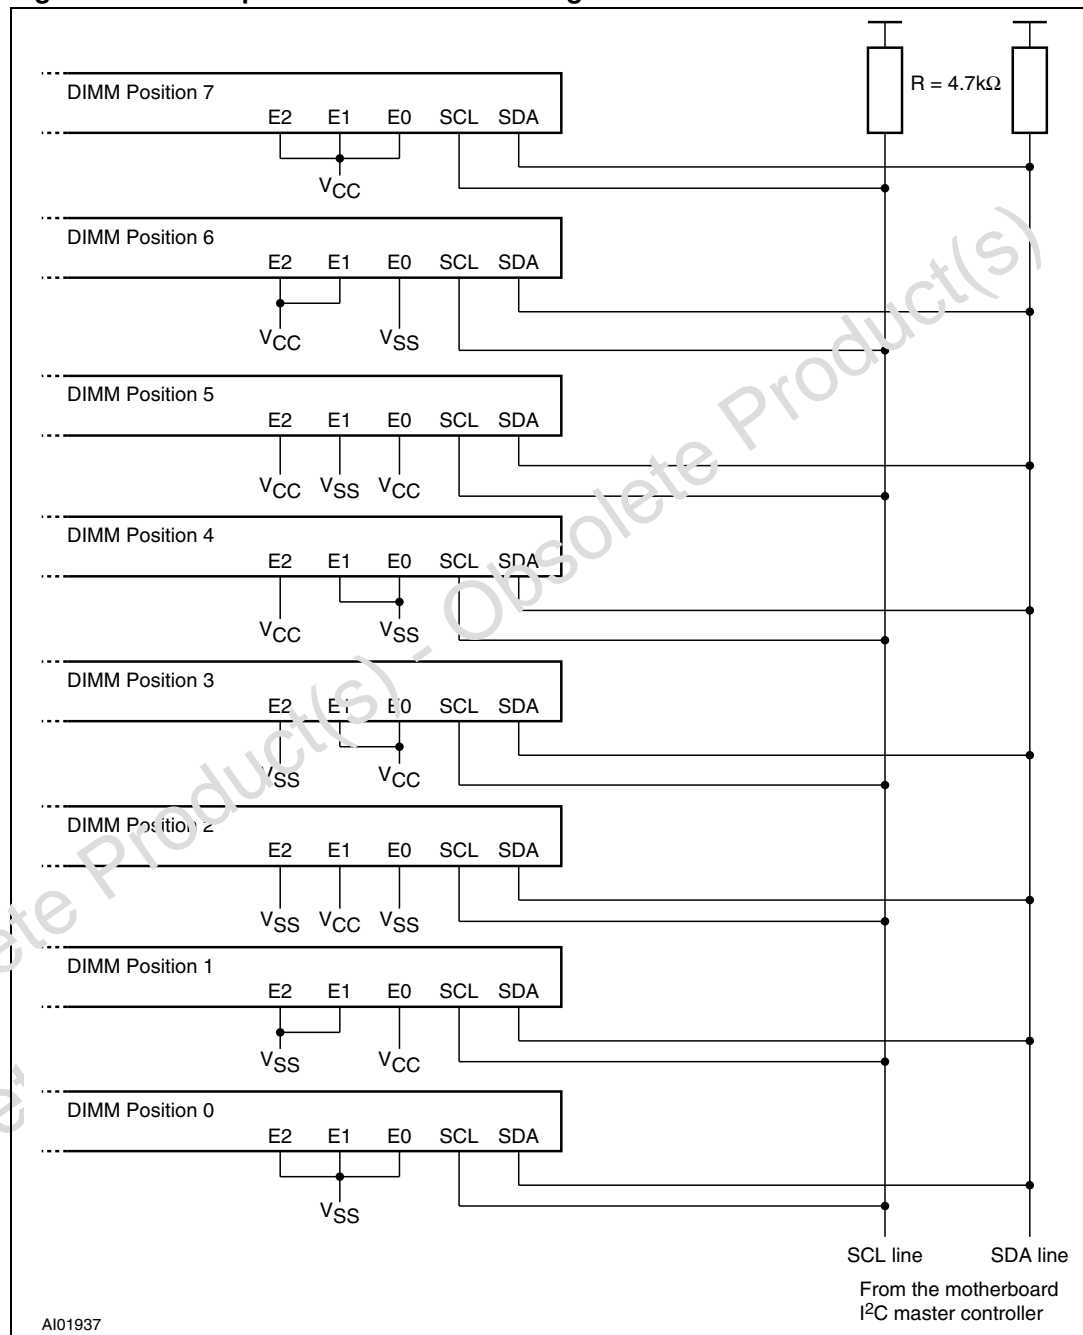 R = 4.7kΩ
DIMM Position 7
E2 E1 E0 SCL SDA
VCC
DIMM Position 6
E2 E1 E0 SCL SDA
VCC VSS
DIMM Position 5
E2 E1 E0 SCL SDA
VCC VSS VCC
DIMM Position 4
E2 E1 E0 SCL SDA
VCC VSS
DIMM Position 3
E2 E1 E0 SCL SDA
VSS VCC
DIMM Position 2
E2 E1 E0 SCL SDA
VSS VCC VSS
DIMM Position 1
E2 E1 E0 SCL SDA
VSS VCC
DIMM Position 0
E2 E1 E0 SCL SDA
VSS
SCL line SDA line
From the motherboard
I²C master controller
AI01937
ete Product(s) - Obsolete Product(s)